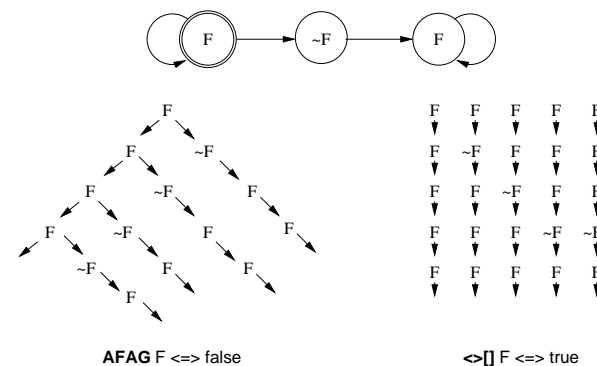 F ~F F
F
F ~F
F ~F F
F ~F F F
~F F F
F
AFAG F <=> false
F F F F F
F ~F F F F
F F ~F F F
F F F ~F ~F
F F F F F
<>[] F <=> true